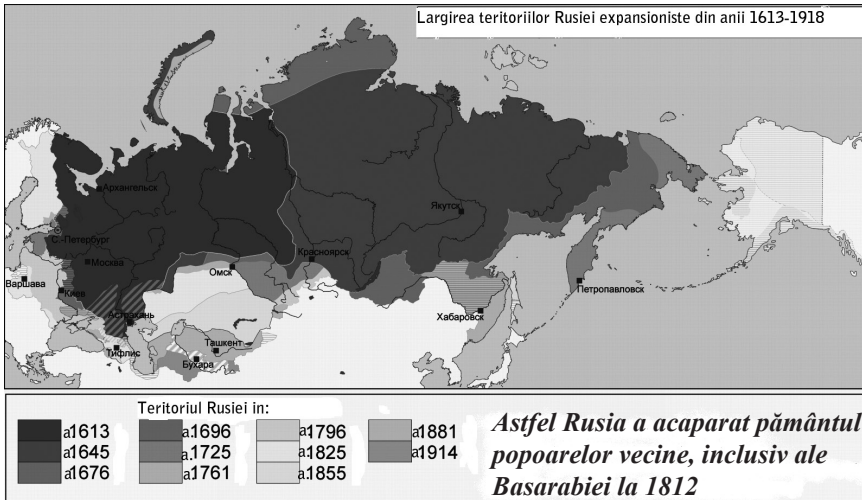 Largirea teritoriilor Rusiei expansioniste din anii 1613-1918
Архангельск
Якутск
С.-Петербург
Москва
Красноярск
Омск
Варшава
Киев
Петропавловск
Хабаровск
Астрахань
Тифлис
Ташкент
Бухара
Teritoriul Rusiei in:
a1613
a1645
a1676
a1696
a1725
a1761
a1796
a1825
a1855
a1881
a1914
Astfel Rusia a acaparat pământul
popoarelor vecine, inclusiv ale
Basarabiei la 1812